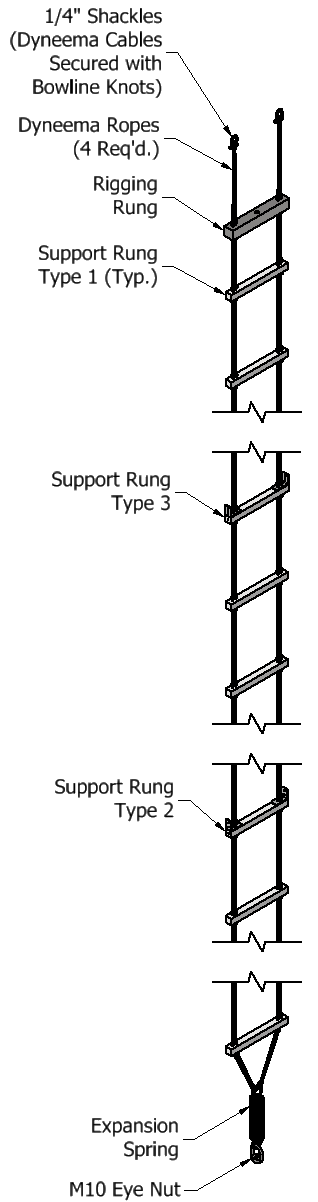 1/4" Shackles
(Dyneema Cables
Secured with
Bowline Knots)
Dyneema Ropes
(4 Req'd.)
Rigging
Rung
Support Rung
Type 1 (Typ.)
Support Rung
Type 3
Support Rung
Type 2
Expansion
Spring
M10 Eye Nut